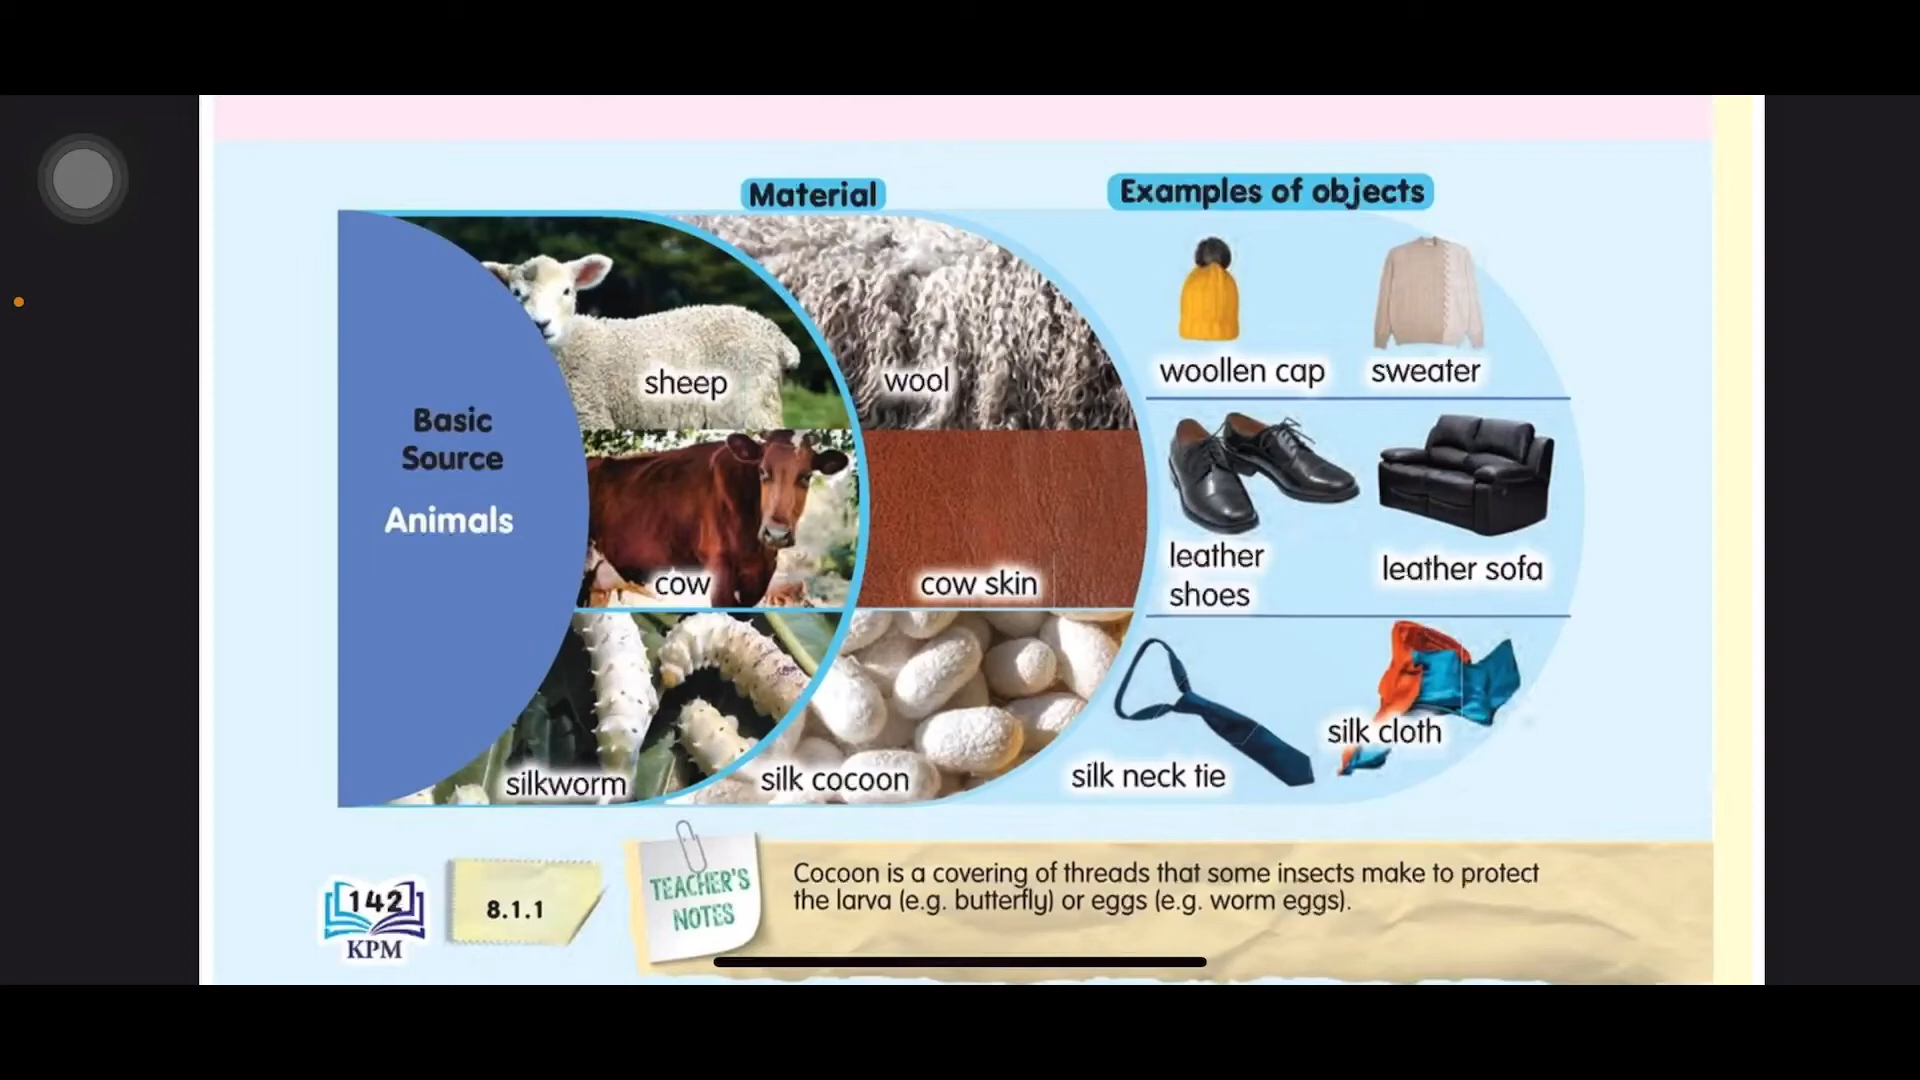 Material
Examples of objects
Basic
Source
Animals
sheep
wool
woollen cap
sweater
cow
cow skin
leather
shoes
leather sofa
silkworm
silk cocoon
silk neck tie
silk cloth
142
KPM
8.1.1
TEACHER'S
NOTES
Cocoon is a covering of threads that some insects make to protect
the larva (e.g. butterfly) or eggs (e.g. worm eggs).